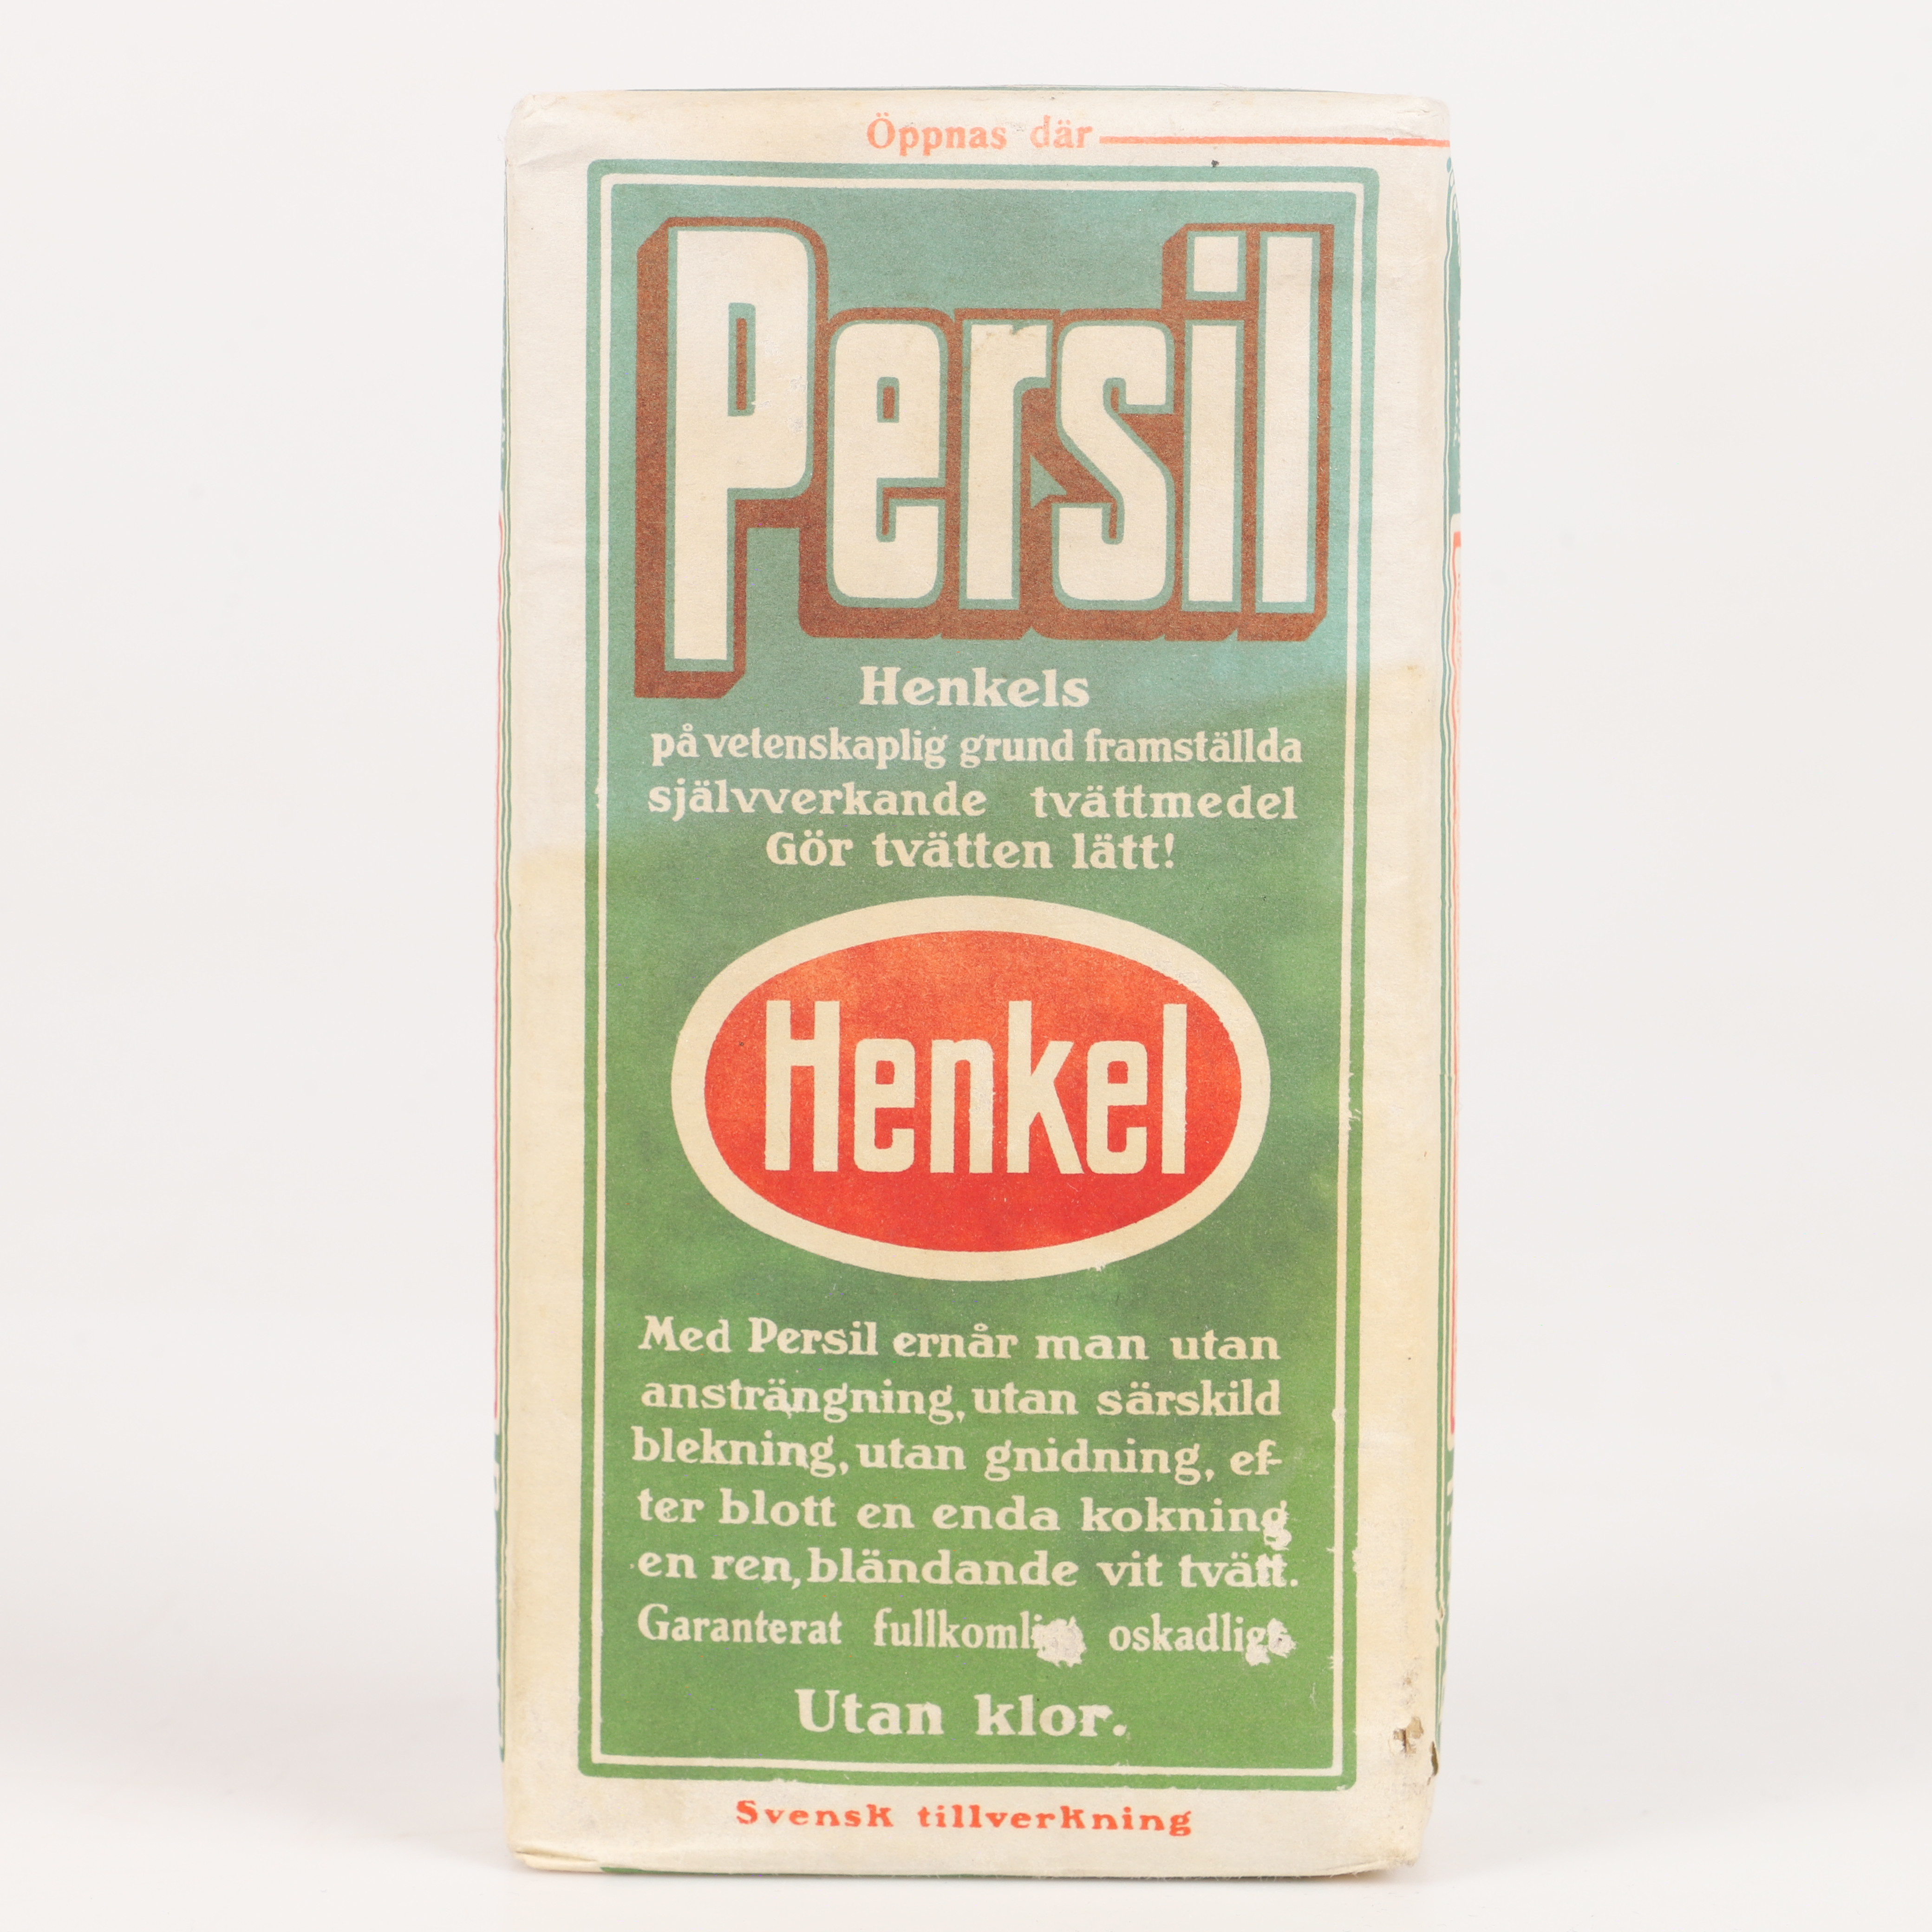 Öppnas där
Persil
Henkels
på vetenskaplig grund framställda
självverkande tvättmedel
Gör tvätten lätt!
Henkel
Med Persil ernår man utan
ansträngning, utan särskild
blekning, utan gnidning, ef-
ter blott en enda kokning
en ren, bländande vit tvätt.
Garanterat fullkomligt oskadligt.
Utan klor.
Svensk tillverkning